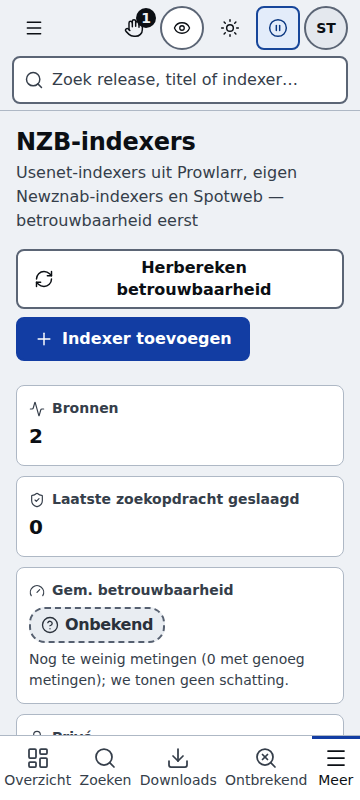 1
ST
Zoek release, titel of indexer…
NZB-indexers
Usenet-indexers uit Prowlarr, eigen
Newznab-indexers en Spotweb —
betrouwbaarheid eerst
Herbereken
betrouwbaarheid
Indexer toevoegen
Bronnen
2
Laatste zoekopdracht geslaagd
0
Gem. betrouwbaarheid
Onbekend
Nog te weinig metingen (0 met genoeg
metingen); we tonen geen schatting.
Overzicht Zoeken Downloads Ontbrekend Meer